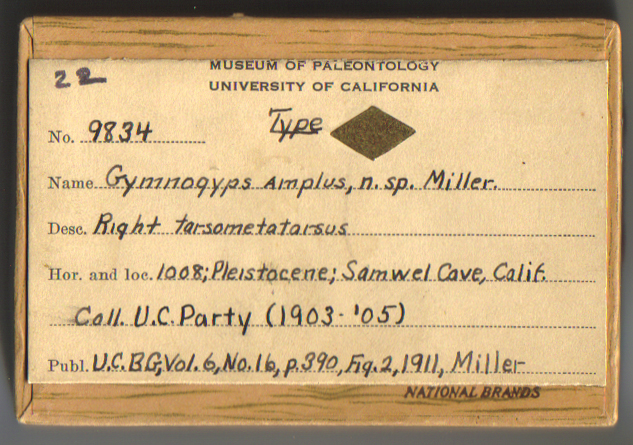 22
MUSEUM OF PALEONTOLOGY
UNIVERSITY OF CALIFORNIA
Type
No. 9834
Name Gymnogyps amplus, n. sp. Miller.
Desc. Right tarsometatarsus
Hor. and loc. 1008; Pleistocene; Samwel Cave, Calif.
Coll. U.C. Party (1903-'05)
Publ. U.C.BG, Vol. 6, No. 16, p. 390, Fig. 2, 1911, Miller
NATIONAL BRANDS